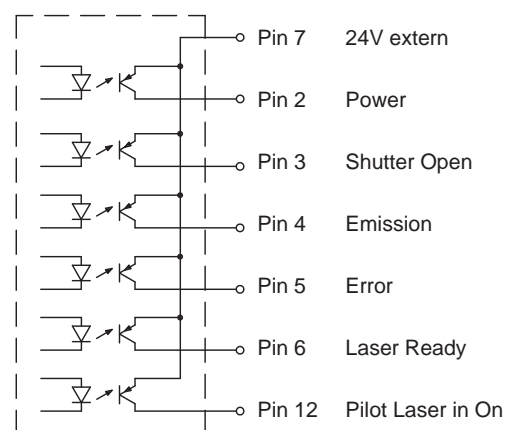 Pin 7 24V extern
Pin 2 Power
Pin 3 Shutter Open
Pin 4 Emission
Pin 5 Error
Pin 6 Laser Ready
Pin 12 Pilot Laser in On